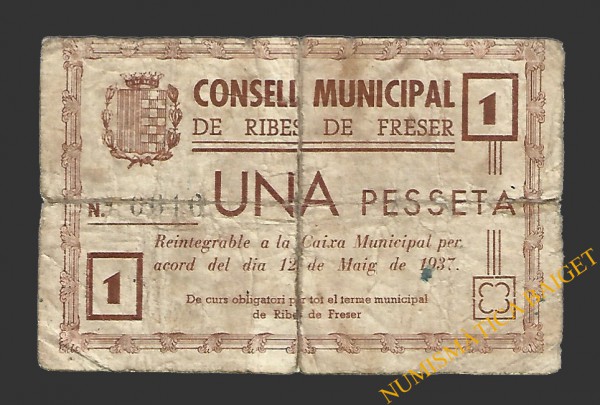 CONSELL MUNICIPAL
DE RIBES DE FRESER
1
UNA PESSETA
N.º
Reintegrable a la Caixa Municipal per
acord del dia 12 de Maig de 1937.
1
De curs obligatori per tot el terme municipal
de Ribes de Freser
NUMISMATICA BAIGET